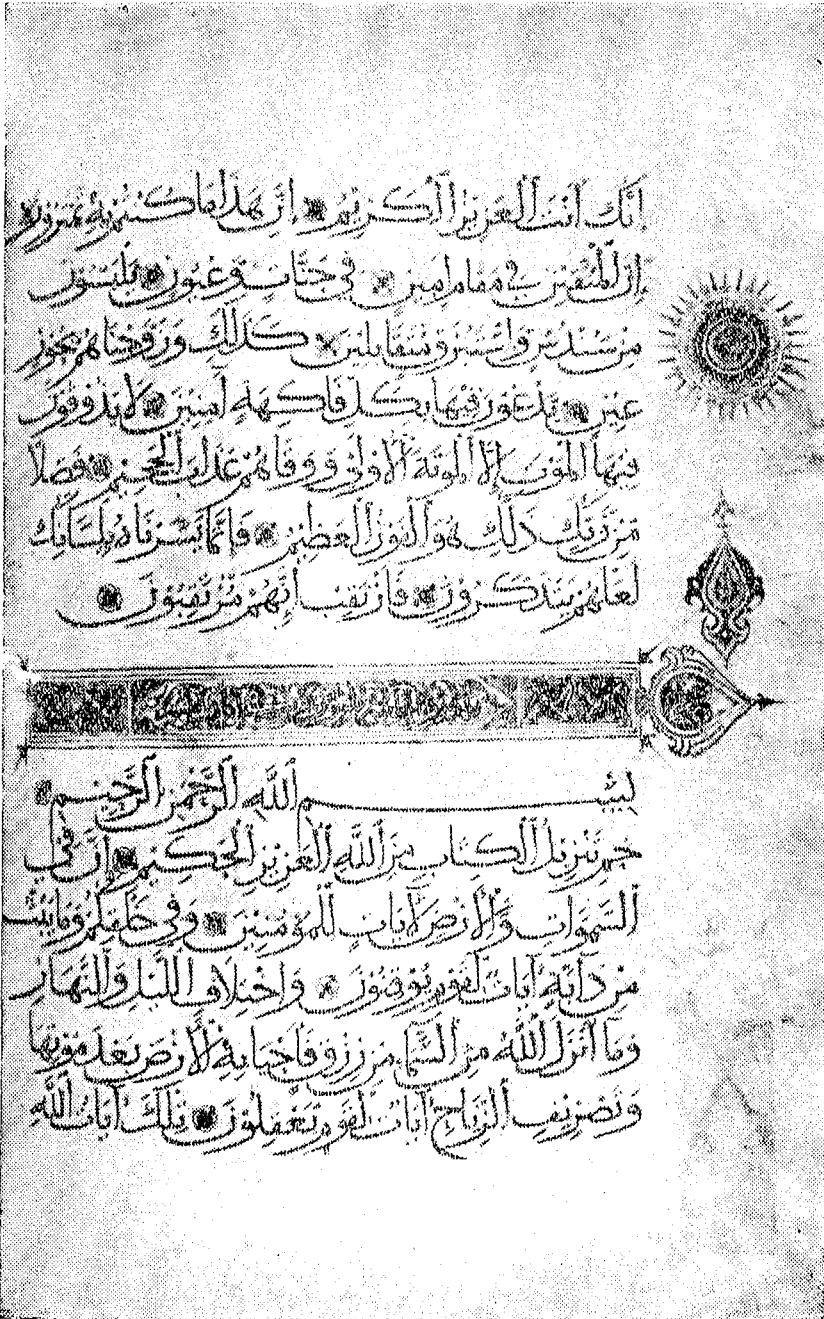 إنك أنت العزيز الكريم إن هذا ما كنتم به تمترون
إن المتقين في مقام امين في جنات وعيون يلبسون
من سندس وإستبرق متقابلين كذلك وزوجناهم بحور
عين يدعون فيها بكل فاكهة آمنين لا يذوقون
فيها الموت إلا الموتة الأولى ووقاهم عذاب الجحيم فضلا
من ربك ذلك هو الفوز العظيم فإنما يسرناه بلسانك
لعلهم يتذكرون فارتقب إنهم مرتقبون
بسم الله الرحمن الرحيم
حم تنزيل الكتاب من الله العزيز الحكيم إن في
السموات والأرض لآيات للمؤمنين وفي خلقكم وما يبث
من دابة آيات لقوم يوقنون واختلاف الليل والنهار
وما أنزل الله من السماء من رزق فأحيا به الأرض بعد موتها
وتصريف الرياح آيات لقوم يعقلون تلك آيات الله